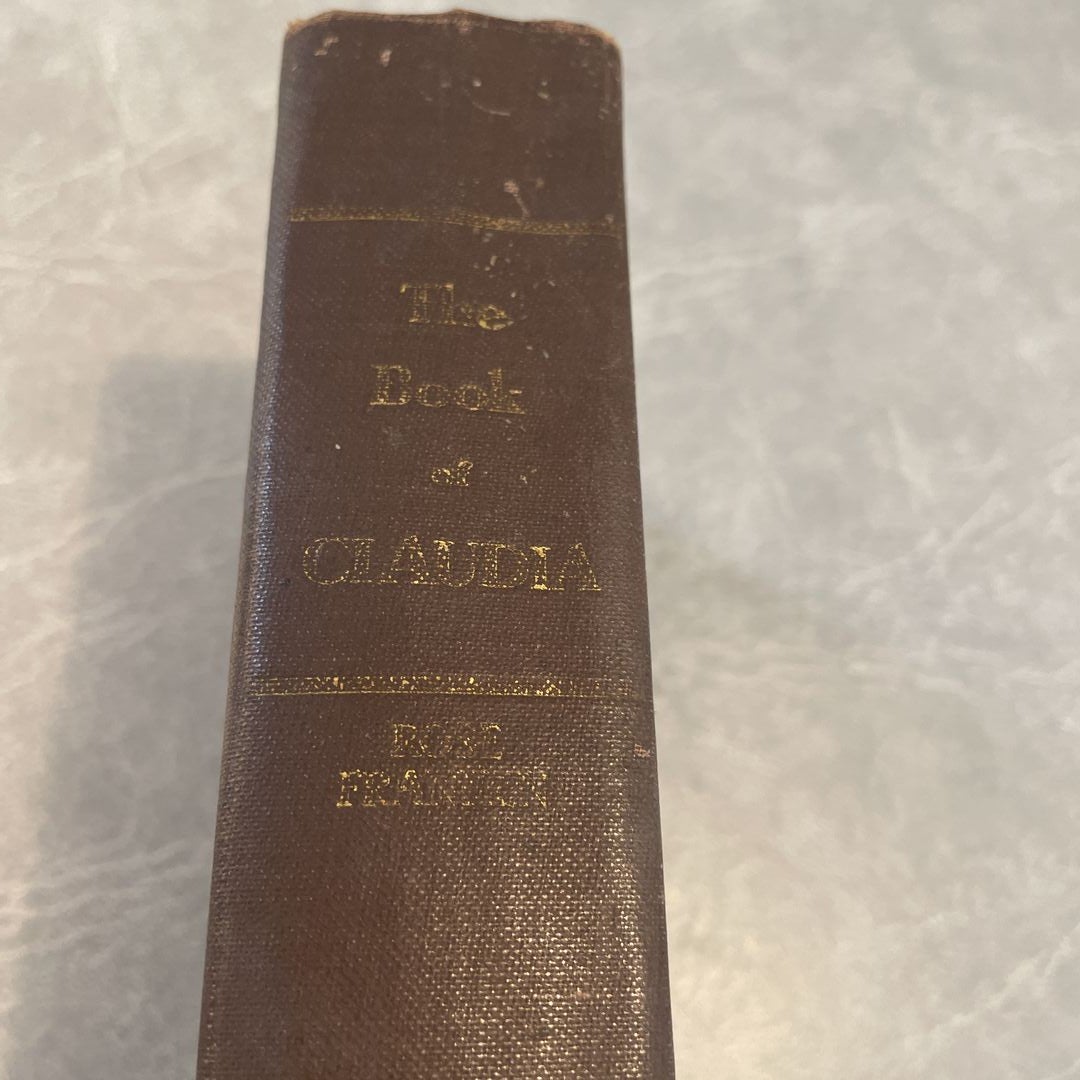 The
Book
of
CLAUDIA
ROSE
FRANKEN